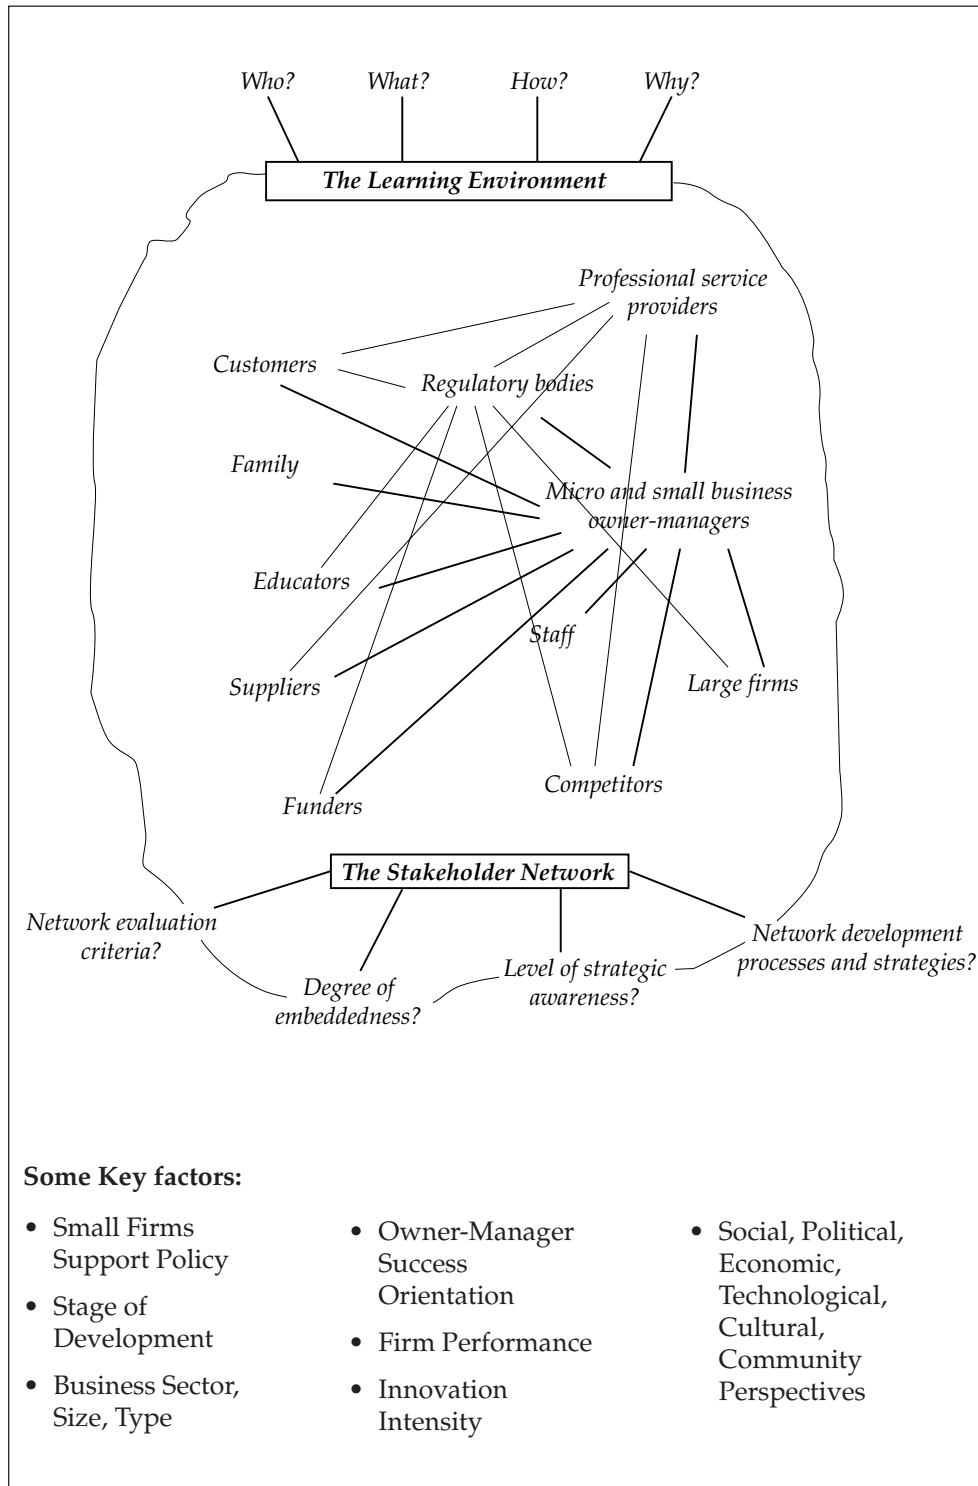 Who?
What?
How?
Why?
The Learning Environment
Professional service
providers
Customers
Regulatory bodies
Family
Micro and small business
owner-managers
Educators
Staff
Suppliers
Large firms
Competitors
Funders
The Stakeholder Network
Network evaluation
criteria?
Degree of
embeddedness?
Level of strategic
awareness?
Network development
processes and strategies?
Some Key factors:
• Small Firms
Support Policy
• Stage of
Development
• Business Sector,
Size, Type
• Owner-Manager
Success
Orientation
• Firm Performance
• Innovation
Intensity
• Social, Political,
Economic,
Technological,
Cultural,
Community
Perspectives